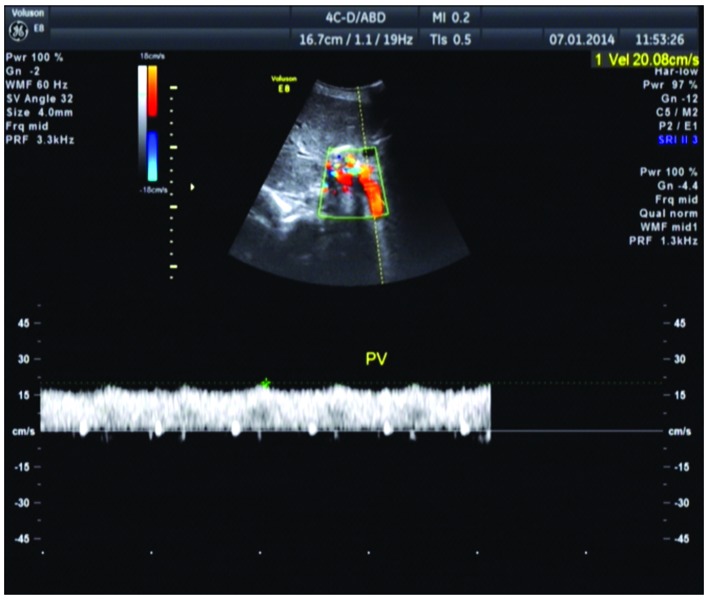 Voluson
E8
4C-D/ABD
MI 0.2
16.7cm / 1.1 / 19Hz
TIs 0.5
07.01.2014
11:53:26
1 Vel 20.08cm/s
Pwr 100 %
Gn -2
WMF 60 Hz
SV Angle 32
Size 4.0mm
Frq mid
PRF 3.3kHz
18cm/s
-18cm/s
Voluson
E8
Har-low
Pwr 97 %
Gn -12
C5 / M2
P2 / E1
SRI II 3
Pwr 100 %
Gn -4.4
Frq mid
Qual norm
WMF mid1
PRF 1.3kHz
PV
45
30
15
cm/s
-15
-30
-45
45
30
15
cm/s
-15
-30
-45